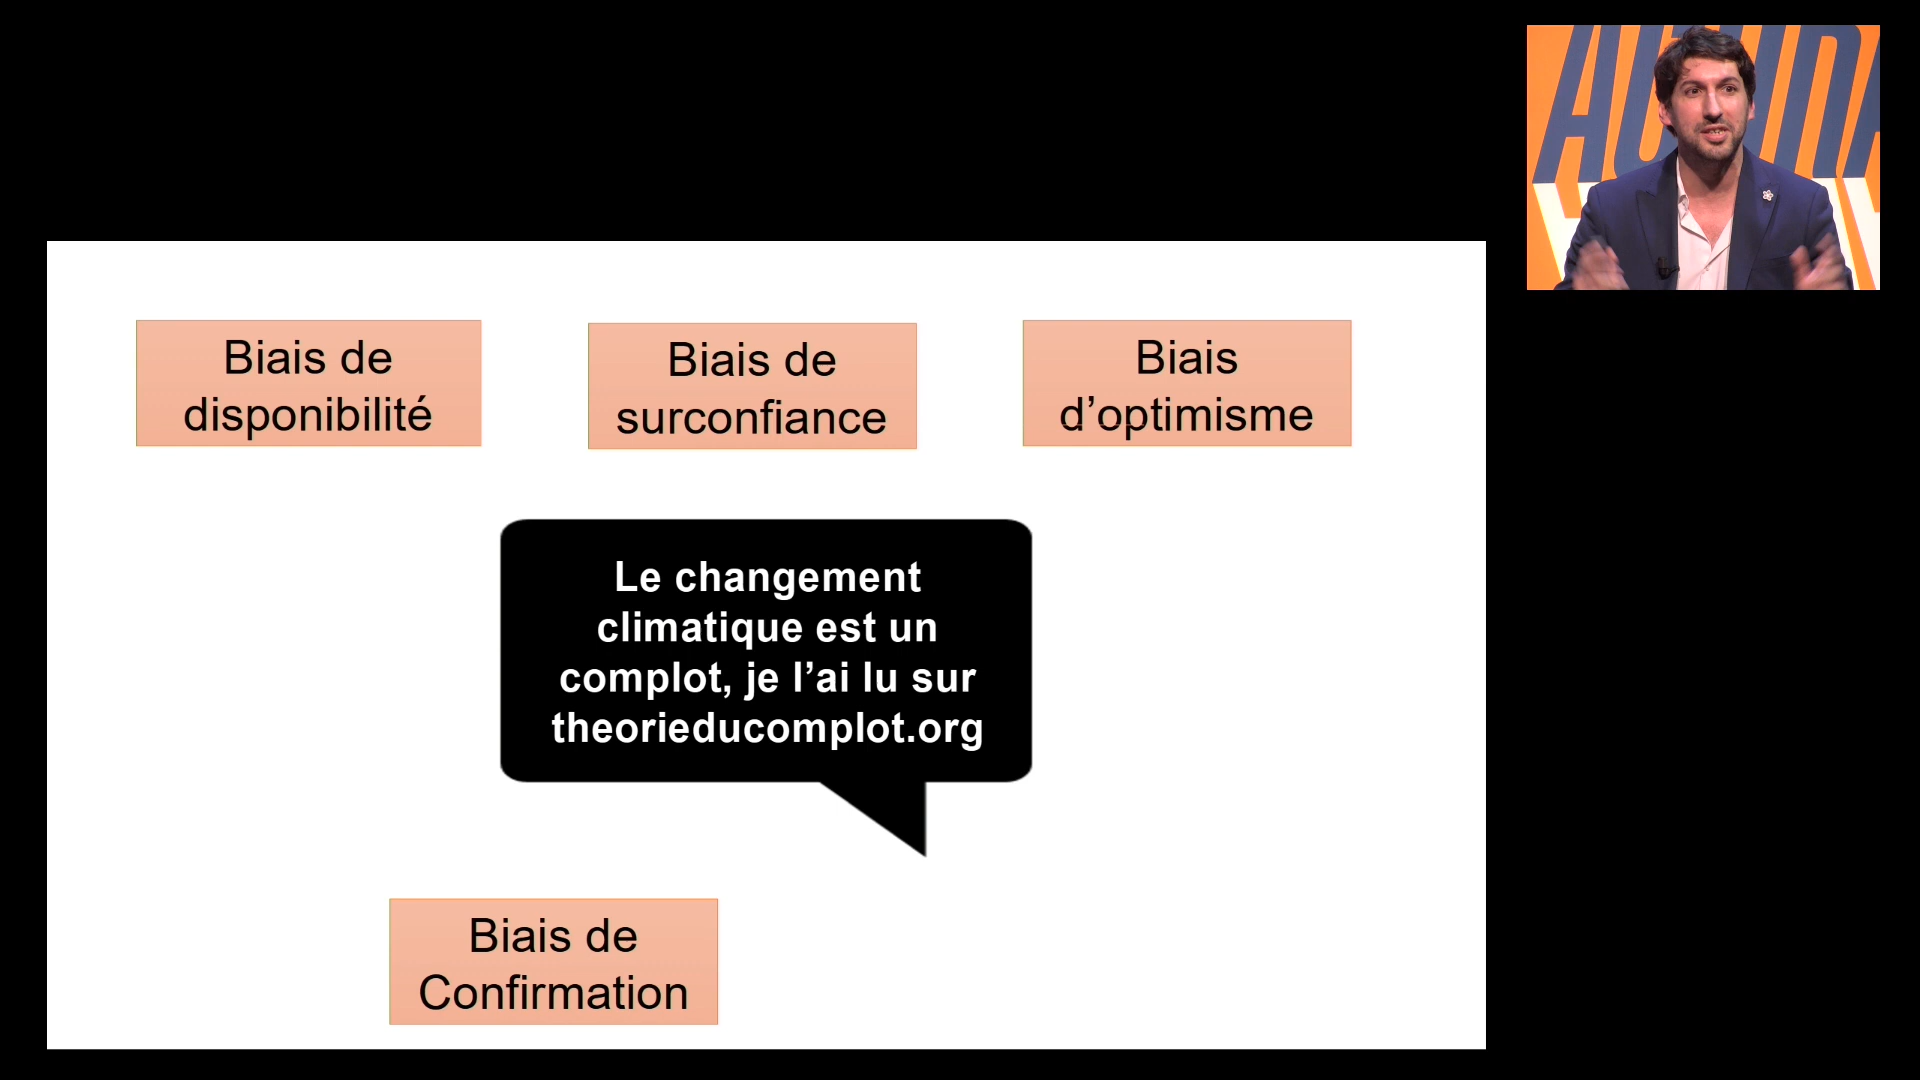 Biais de
disponibilité
Biais de
surconfiance
Biais
d’optimisme
Le changement
climatique est un
complot, je l’ai lu sur
theorieducomplot.org
Biais de
Confirmation